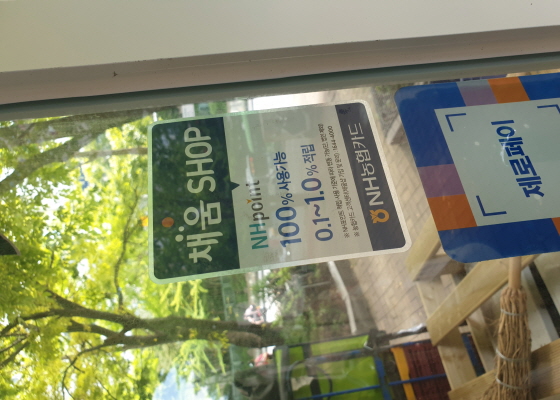 채움 SHOP
NHpoint
100% 사용가능
0.1~1.0% 적립
NH농협카드
제로페이